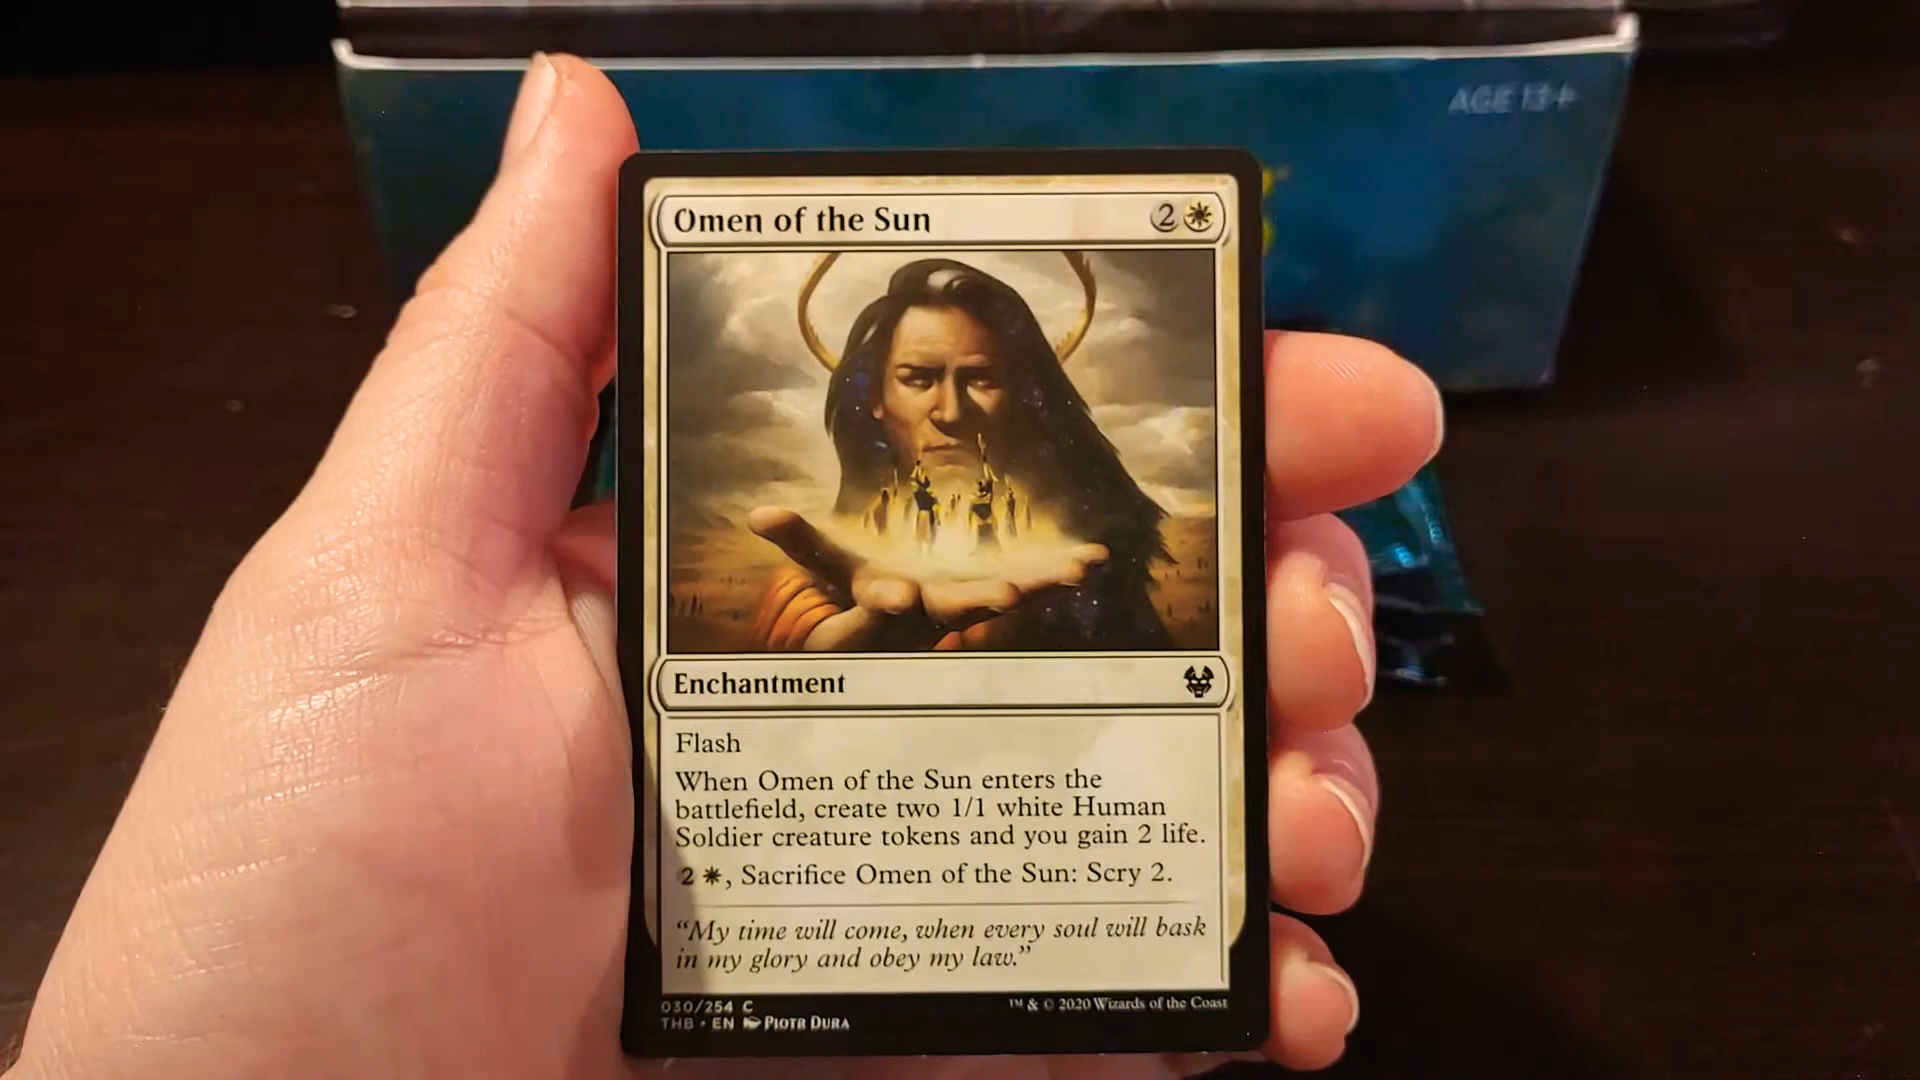 AGE 13+
Omen of the Sun 2
Enchantment
Flash
When Omen of the Sun enters the
battlefield, create two 1/1 white Human
Soldier creature tokens and you gain 2 life.
2 , Sacrifice Omen of the Sun: Scry 2.
“My time will come, when every soul will bask
in my glory and obey my law.”
030/254 C
THB • EN PIOTR DURA
™ & © 2020 Wizards of the Coast